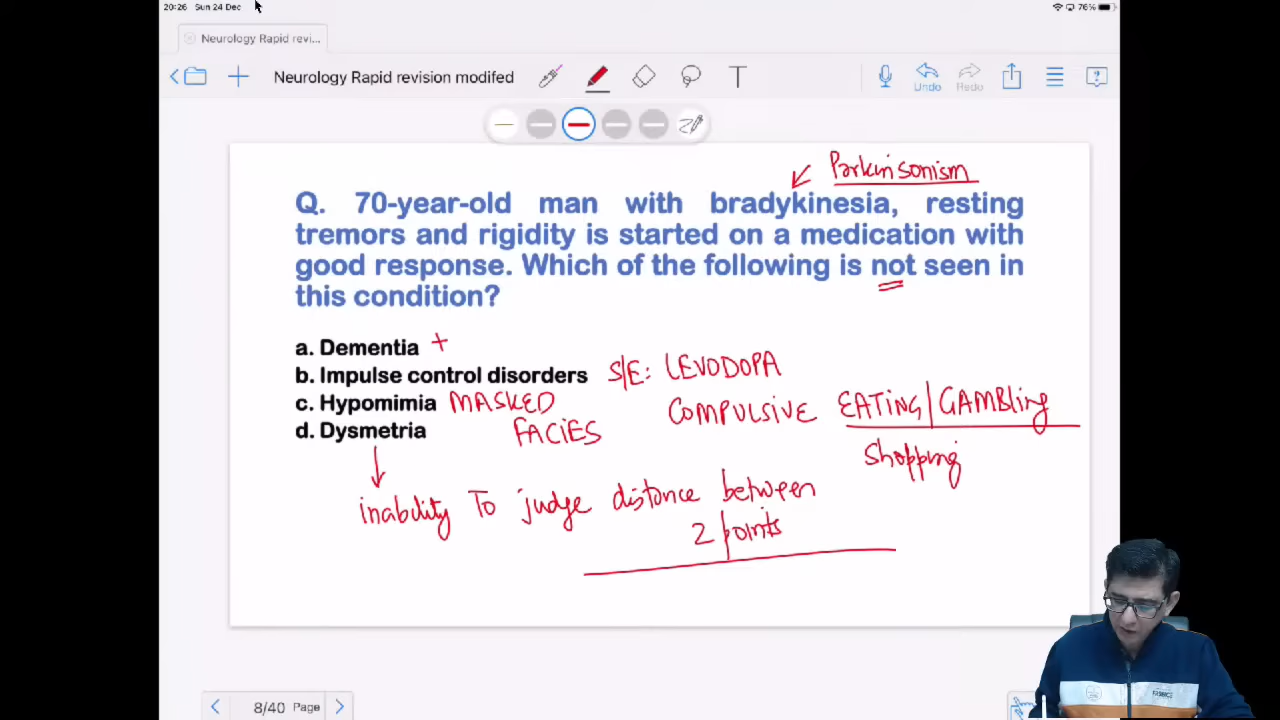 20:26 Sun 24 Dec
76%
Neurology Rapid revi...
Neurology Rapid revision modifed
T
Undo
Redo
Parkinsonism
Q. 70-year-old man with bradykinesia, resting
tremors and rigidity is started on a medication with
good response. Which of the following is not seen in
this condition?
a. Dementia +
b. Impulse control disorders S/E: LEVODOPA
c. Hypomimia MASKED COMPULSIVE EATING/GAMBLING
d. Dysmetria FACIES
Shopping
inability To judge distance between
2 points
8/40 Page